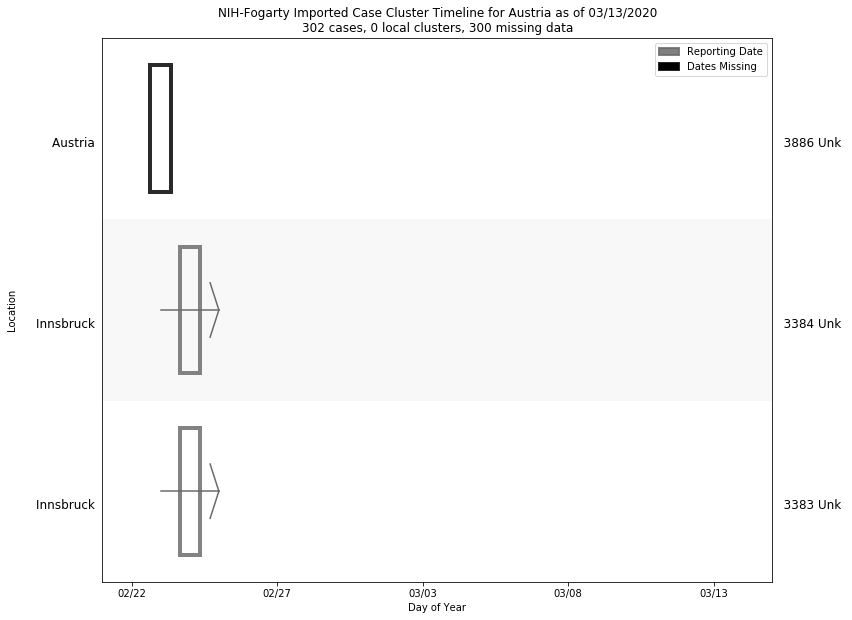 NIH-Fogarty Imported Case Cluster Timeline for Austria as of 03/13/2020
302 cases, 0 local clusters, 300 missing data
Reporting Date
Dates Missing
Austria
3886 Unk
Location
Innsbruck
3384 Unk
Innsbruck
3383 Unk
02/22
02/27
03/03
03/08
03/13
Day of Year